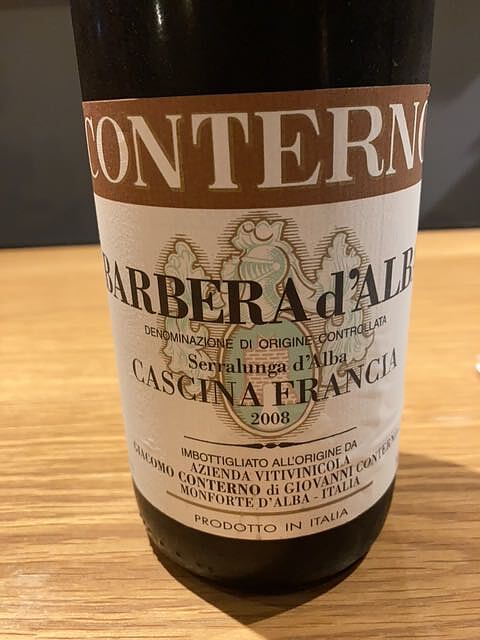 CONTERNO
BARBERA d'ALB
DENOMINAZIONE DI ORIGINE CONTROLLATA
Serralunga d'Alba
CASCINA FRANCIA
2008
IMBOTTIGLIATO ALL'ORIGINE DA
AZIENDA VITIVINICOLA
GIACOMO CONTERNO di GIOVANNI CONTERNO
MONFORTE D'ALBA - ITALIA
PRODOTTO IN ITALIA